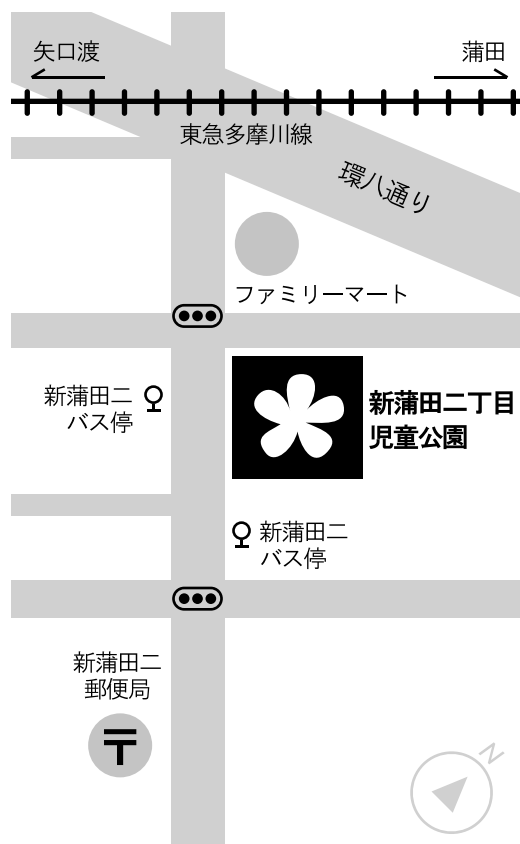 矢口渡
蒲田
東急多摩川線
環八通り
ファミリーマート
新蒲田二
バス停
新蒲田二丁目
児童公園
新蒲田二
バス停
新蒲田二
郵便局
〒
N